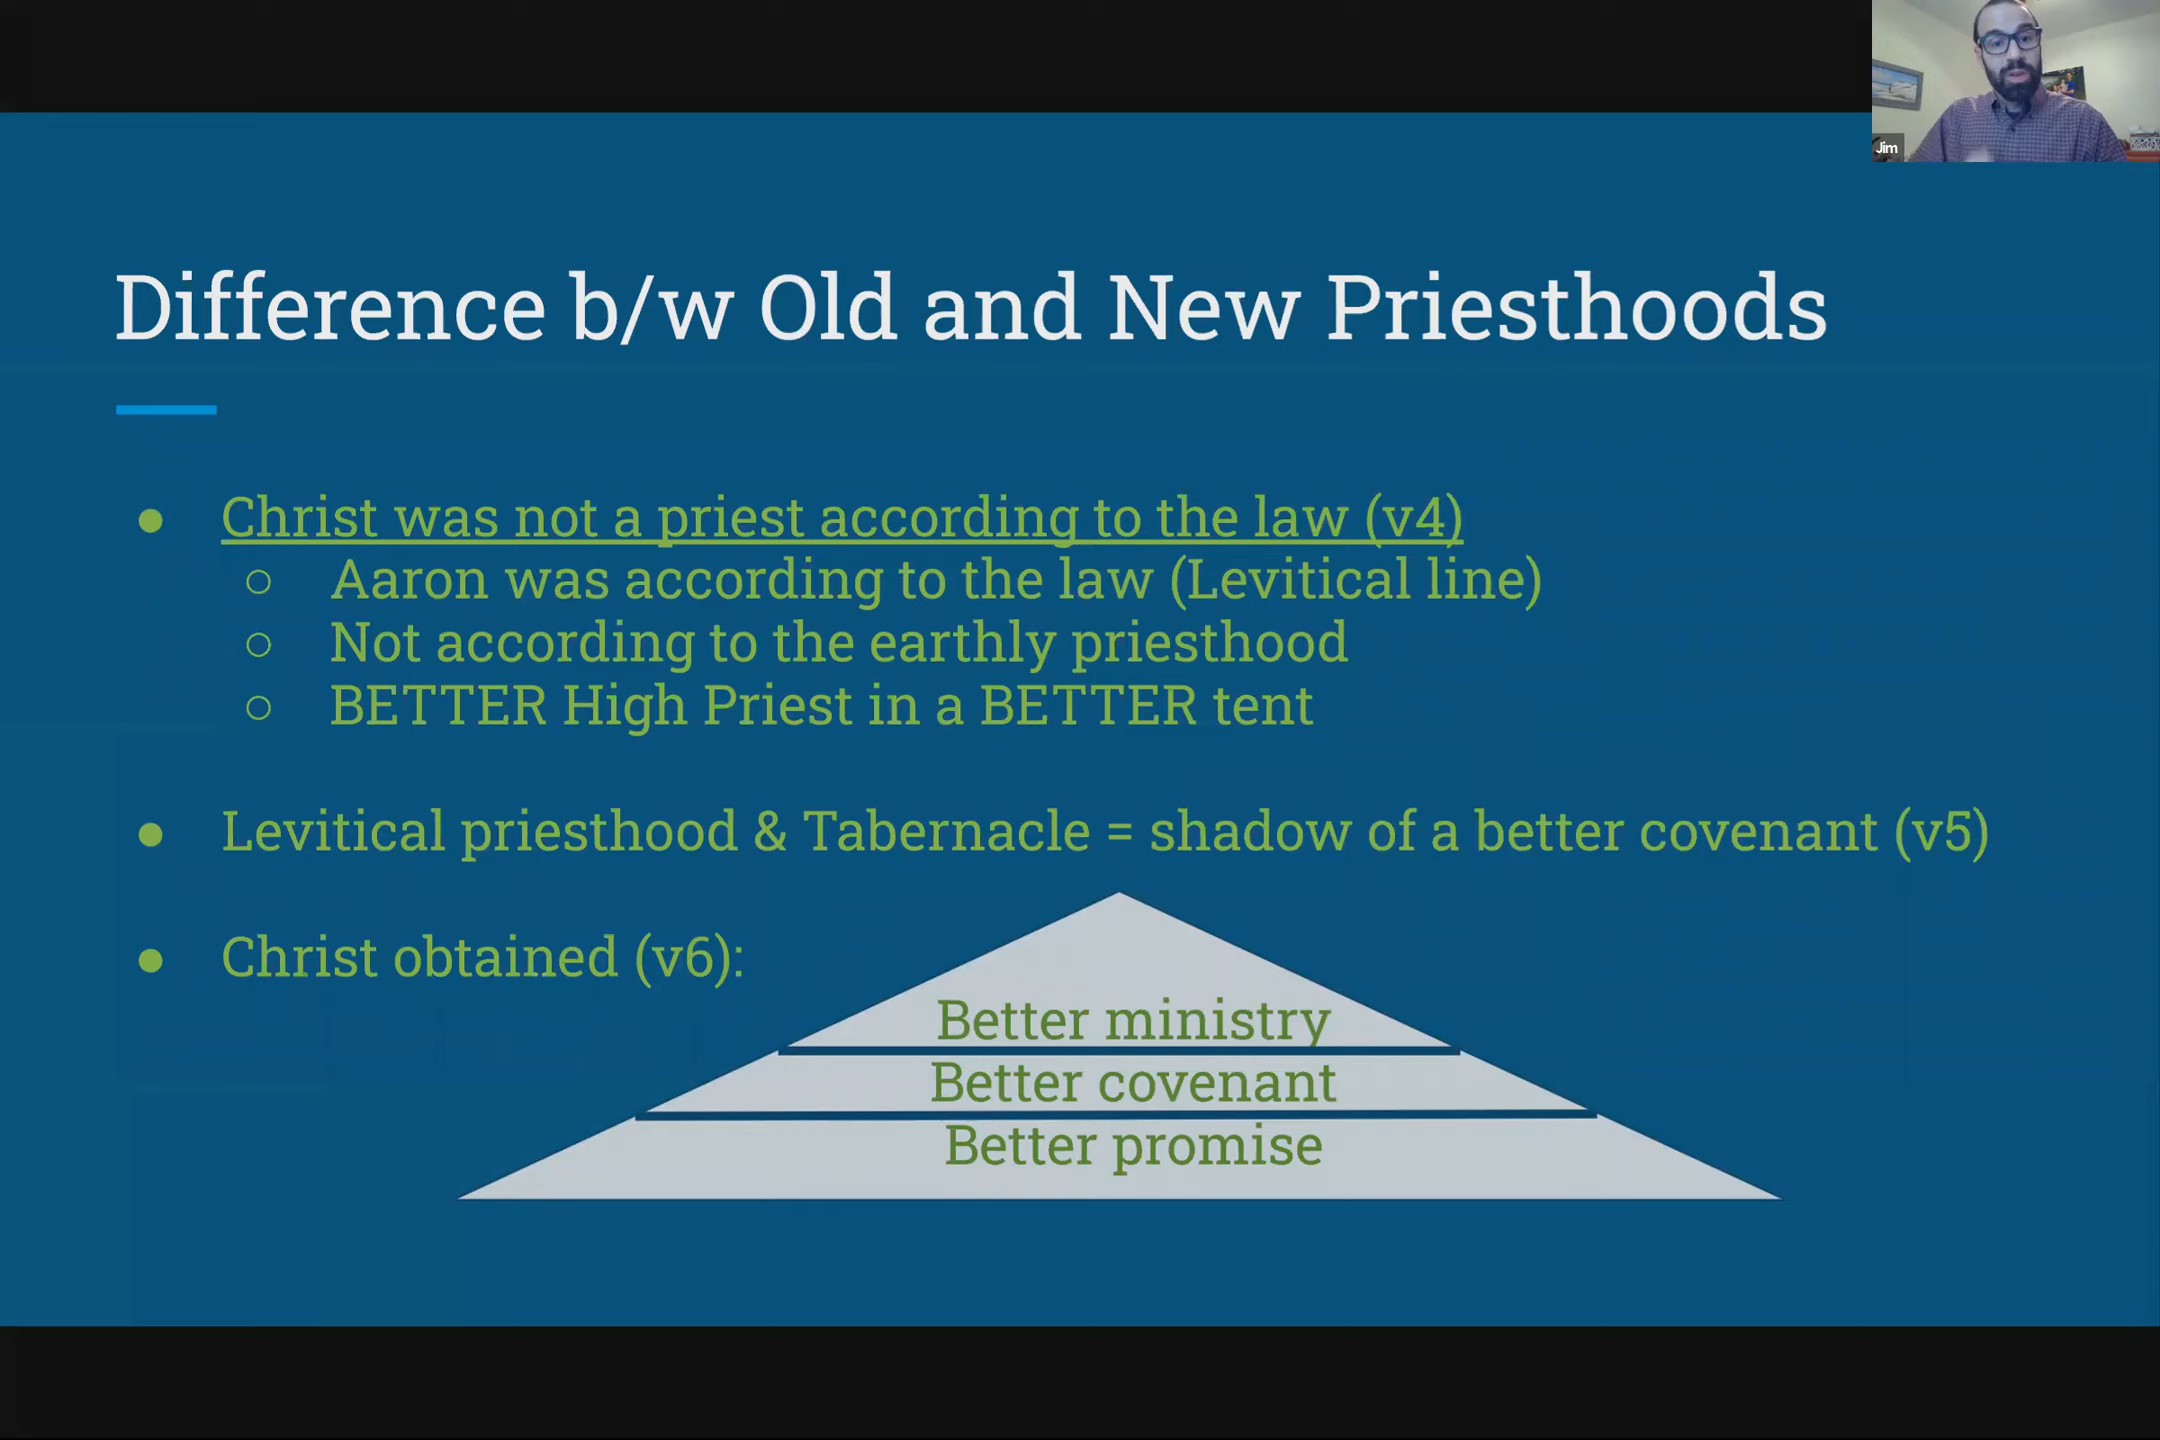 Jim
Difference b/w Old and New Priesthoods
● Christ was not a priest according to the law (v4)
○ Aaron was according to the law (Levitical line)
○ Not according to the earthly priesthood
○ BETTER High Priest in a BETTER tent
● Levitical priesthood & Tabernacle = shadow of a better covenant (v5)
● Christ obtained (v6):
Better ministry
Better covenant
Better promise